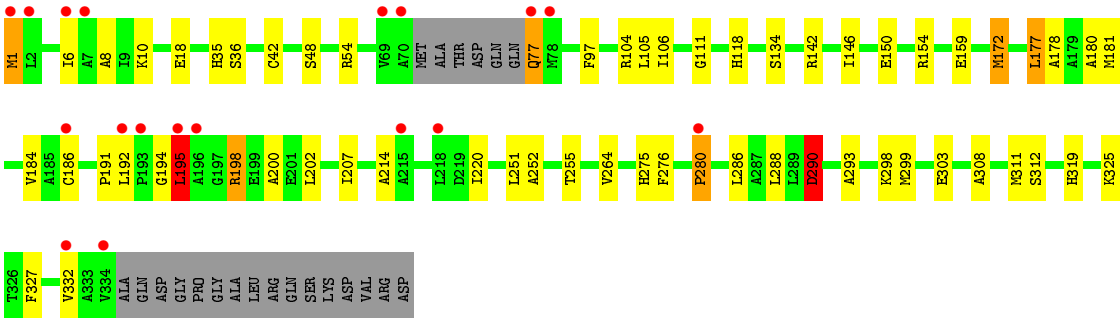 M1 L2 I6 A7 A8 I9 K10 E18 H35 S36 C42 S48 R54 V69 A70 MET ALA THR ASP GLN GLN Q77 M78 F97 R104 L105 I106 G111 H118 S134 R142 I146 E150 R154 E159 M172 L177 A178 A179 A180 M181
V184 A185 C186 P191 L192 P193 G194 L195 A196 G197 R198 E199 A200 E201 L202 I207 A214 A215 L218 D219 I220 L251 A252 T255 V264 H275 F276 P280 L286 A287 L288 L289 D290 A293 K298 M299 E303 A308 M311 S312 H319 K325
T326 F327 V332 A333 V334 ALA GLN ASP GLY PRO GLY ALA LEU ARG GLN SER LYS ASP VAL ARG ASP